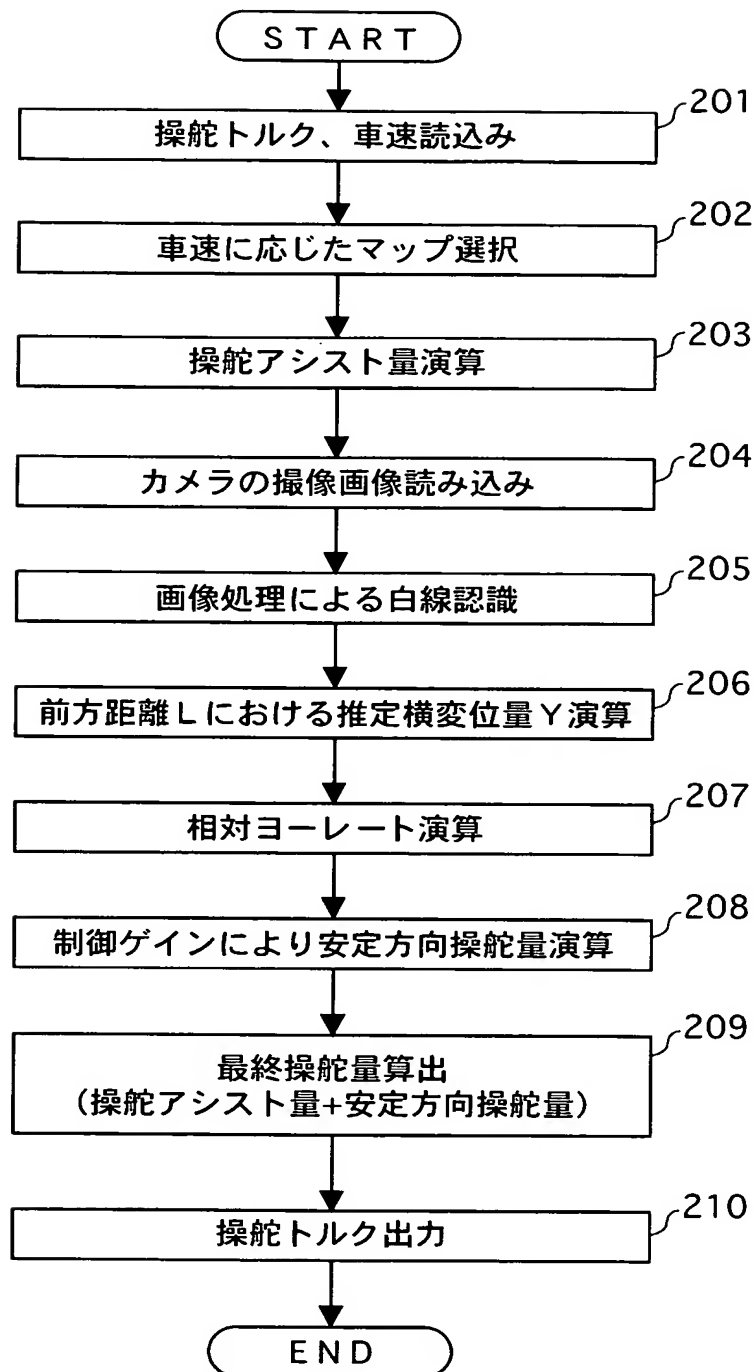 START
201
操舵トルク、車速読込み
202
車速に応じたマップ選択
203
操舵アシスト量演算
204
カメラの撮像画像読み込み
205
画像処理による白線認識
206
前方距離Lにおける推定横変位量Y演算
207
相対ヨーレート演算
208
制御ゲインにより安定方向操舵量演算
209
最終操舵量算出
(操舵アシスト量+安定方向操舵量)
210
操舵トルク出力
END